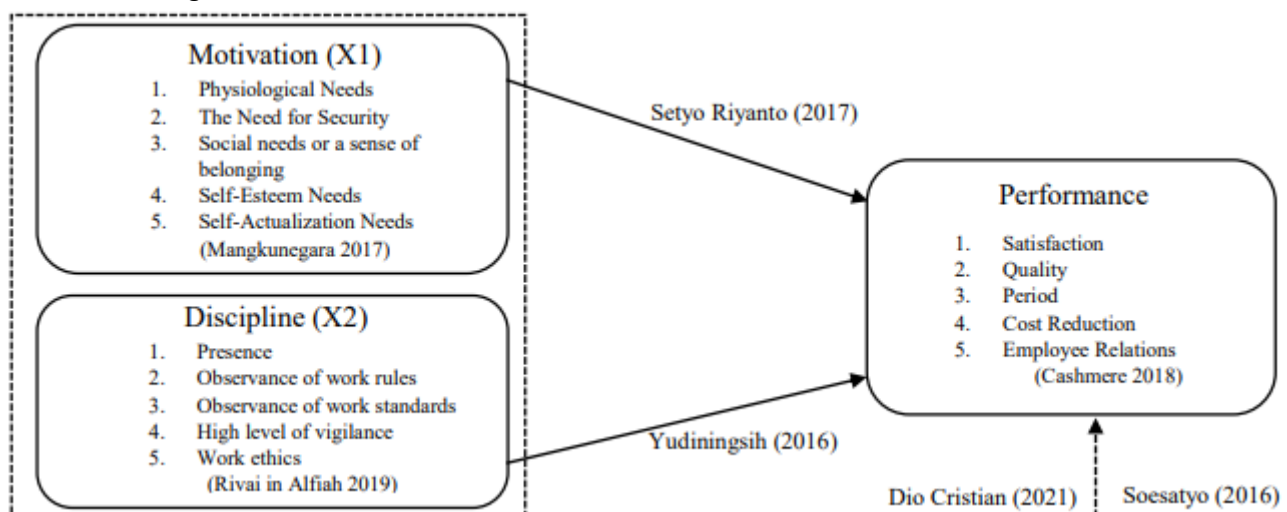 Motivation (X1)
1. Physiological Needs
2. The Need for Security
3. Social needs or a sense of
belonging
4. Self-Esteem Needs
5. Self-Actualization Needs
(Mangkunegara 2017)
Setyo Riyanto (2017)
Performance
1. Satisfaction
2. Quality
3. Period
4. Cost Reduction
5. Employee Relations
(Cashmere 2018)
Discipline (X2)
1. Presence
2. Observance of work rules
3. Observance of work standards
4. High level of vigilance
5. Work ethics
(Rivai in Alfiah 2019)
Yudiningsih (2016)
Dio Cristian (2021)
Soesatyo (2016)